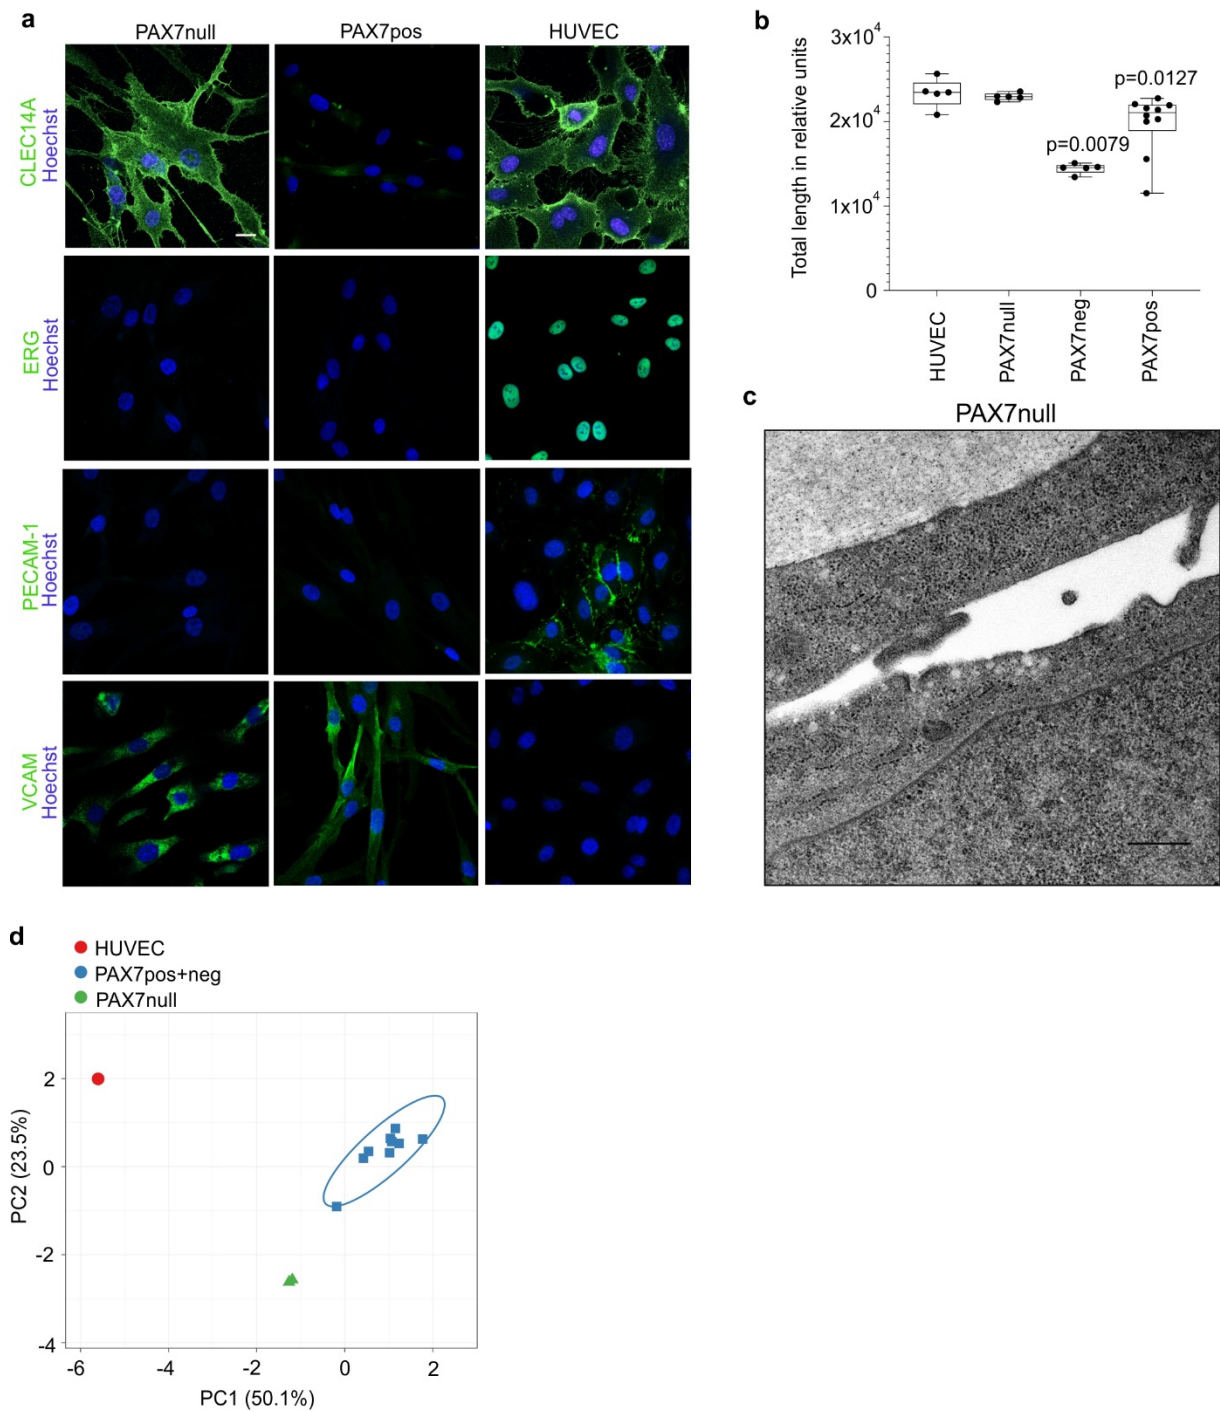 a
PAX7null PAX7pos HUVEC
CLEC14A
Hoechst
ERG
Hoechst
PECAM-1
Hoechst
VCAM
Hoechst
b
Total length in relative units
3x10⁴
2x10⁴
1x10⁴
0
p=0.0079
p=0.0127
HUVEC
PAX7null
PAX7neg
PAX7pos
c
PAX7null
d
HUVEC
PAX7pos+neg
PAX7null
PC2 (23.5%)
2
0
-2
-4
-6 -4 -2 0 2
PC1 (50.1%)